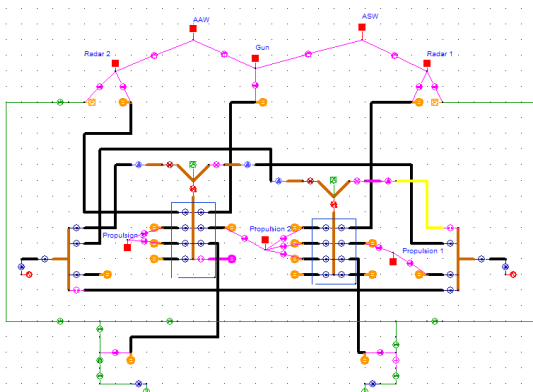 AAW
ASW
Gun
Radar 2
Radar 1
Propulsion
Propulsion 2
Propulsion 1